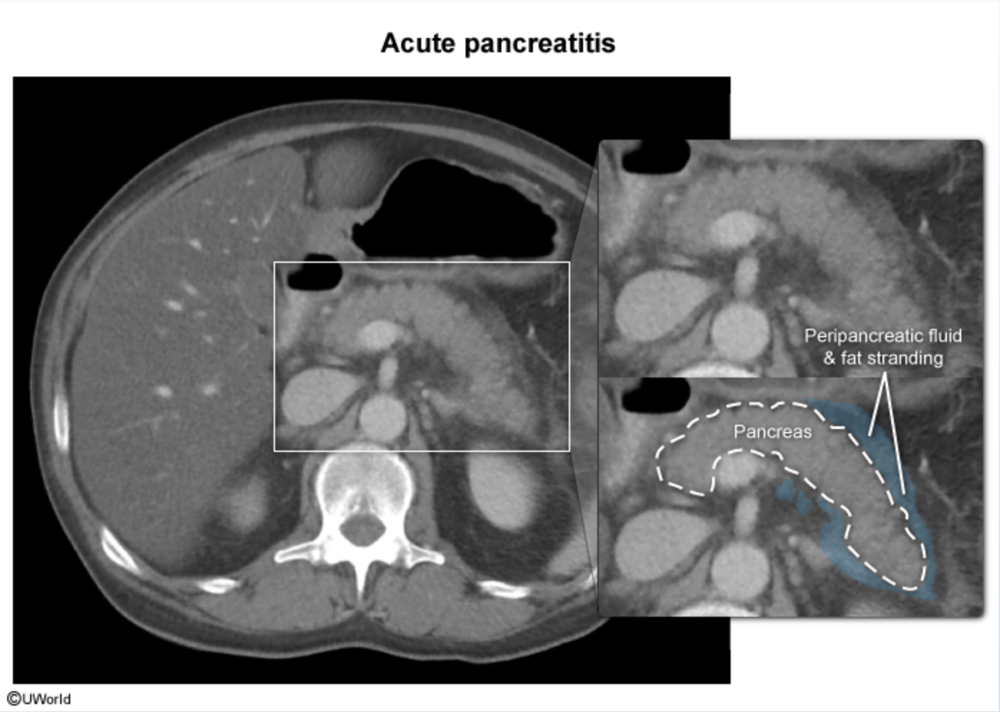 Acute pancreatitis
Peripancreatic fluid
& fat stranding
Pancreas
©UWorld